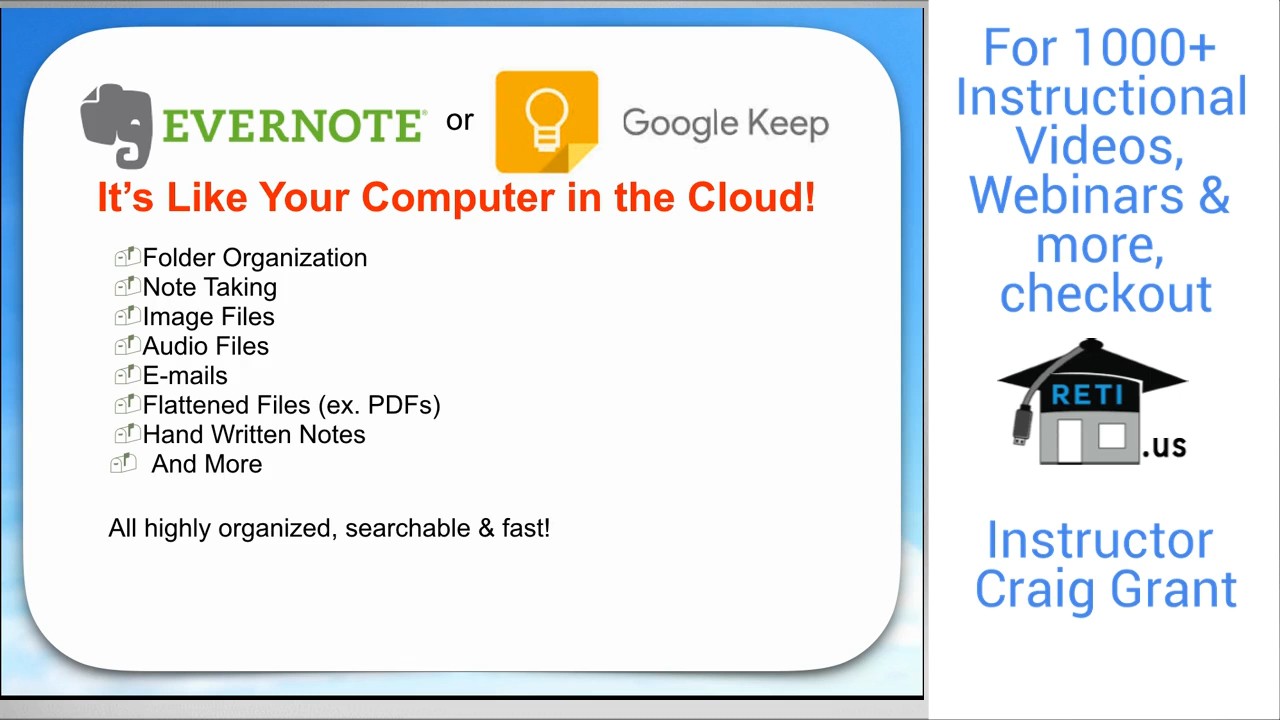 EVERNOTE® or Google Keep
It's Like Your Computer in the Cloud!
Folder Organization
Note Taking
Image Files
Audio Files
E-mails
Flattened Files (ex. PDFs)
Hand Written Notes
And More
All highly organized, searchable & fast!
For 1000+
Instructional
Videos,
Webinars &
more,
checkout
RETI
.us
Instructor
Craig Grant